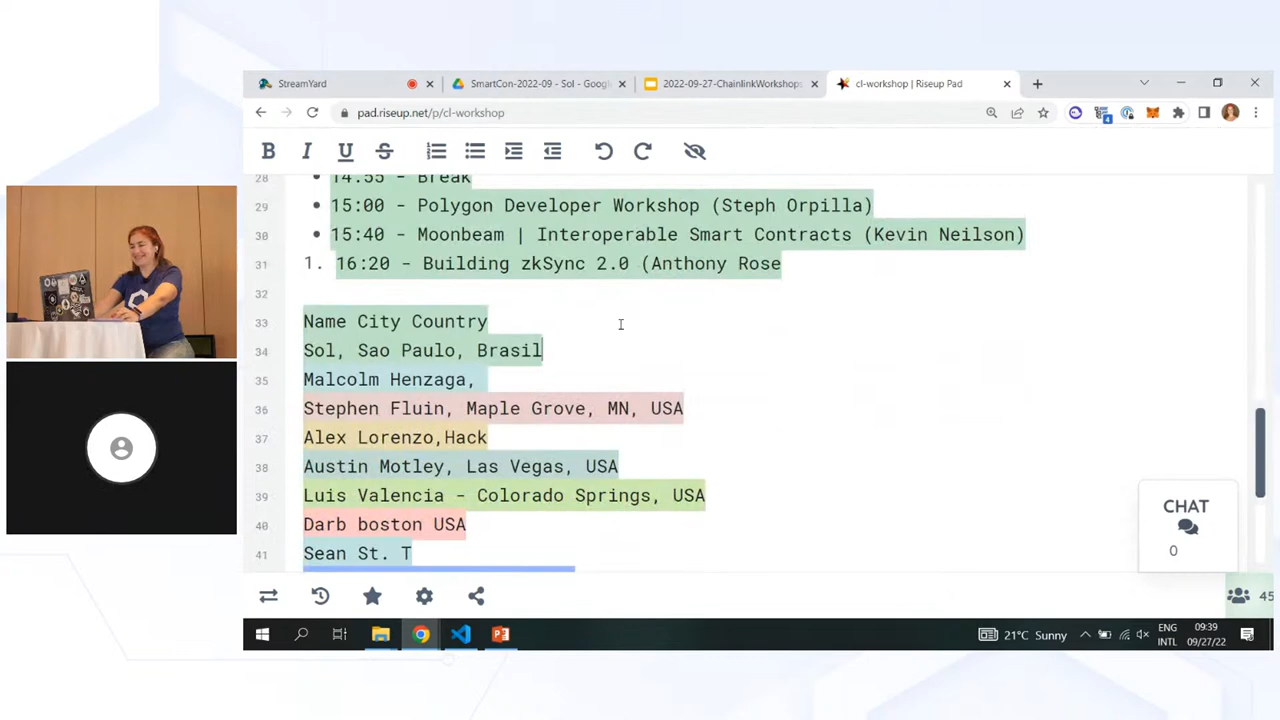 StreamYard
SmartCon-2022-09 - Sol - Googl
2022-09-27-ChainlinkWorkshops
cl-workshop | Riseup Pad
pad.riseup.net/p/cl-workshop
4
B I U S
28 14:55 - Break
29 15:00 - Polygon Developer Workshop (Steph Orpilla)
30 15:40 - Moonbeam | Interoperable Smart Contracts (Kevin Neilson)
31 1. 16:20 - Building zkSync 2.0 (Anthony Rose
32
33 Name City Country
34 Sol, Sao Paulo, Brasil
35 Malcolm Henzaga,
36 Stephen Fluin, Maple Grove, MN, USA
37 Alex Lorenzo,Hack
38 Austin Motley, Las Vegas, USA
39 Luis Valencia - Colorado Springs, USA
40 Darb boston USA
41 Sean St. T
CHAT
0
45
21°C Sunny
ENG
INTL
09:39
09/27/22